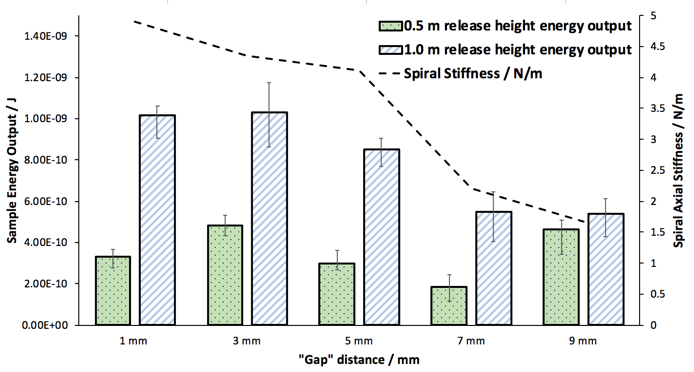 0.5 m release height energy output
1.0 m release height energy output
Spiral Stiffness / N/m
Sample Energy Output / J
1.40E-09
1.20E-09
1.00E-09
8.00E-10
6.00E-10
4.00E-10
2.00E-10
0.00E+00
5
4.5
4
3.5
3
2.5
2
1.5
1
0.5
0
Spiral Axial Stiffness / N/m
1 mm
3 mm
5 mm
7 mm
9 mm
"Gap" distance / mm